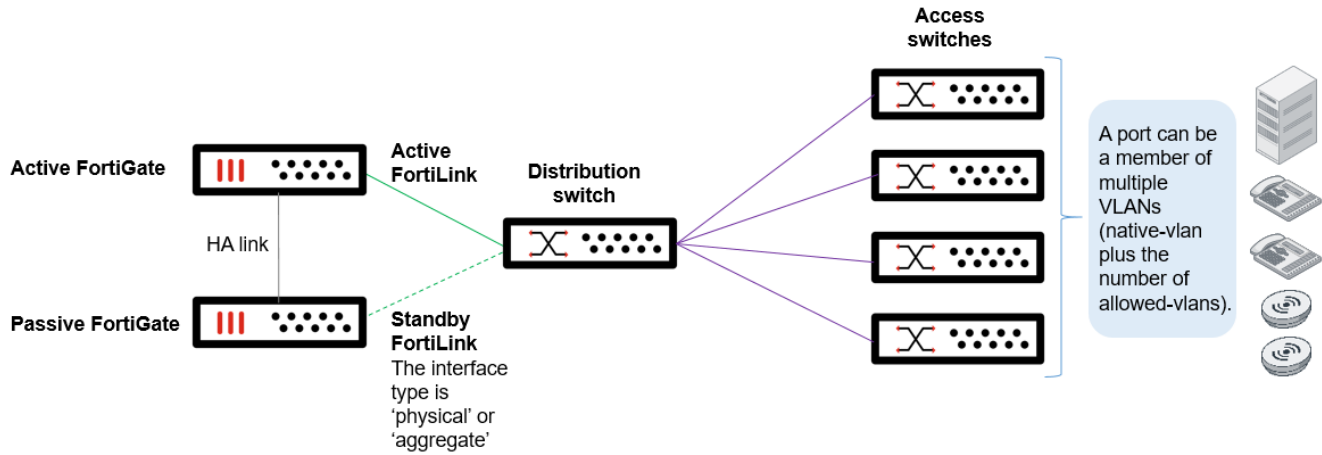 Access
switches
Active FortiGate
Active
FortiLink
Distribution
switch
HA link
Passive FortiGate
Standby
FortiLink
The interface
type is
‘physical’ or
‘aggregate’
A port can be
a member of
multiple
VLANs
(native-vlan
plus the
number of
allowed-vlans).